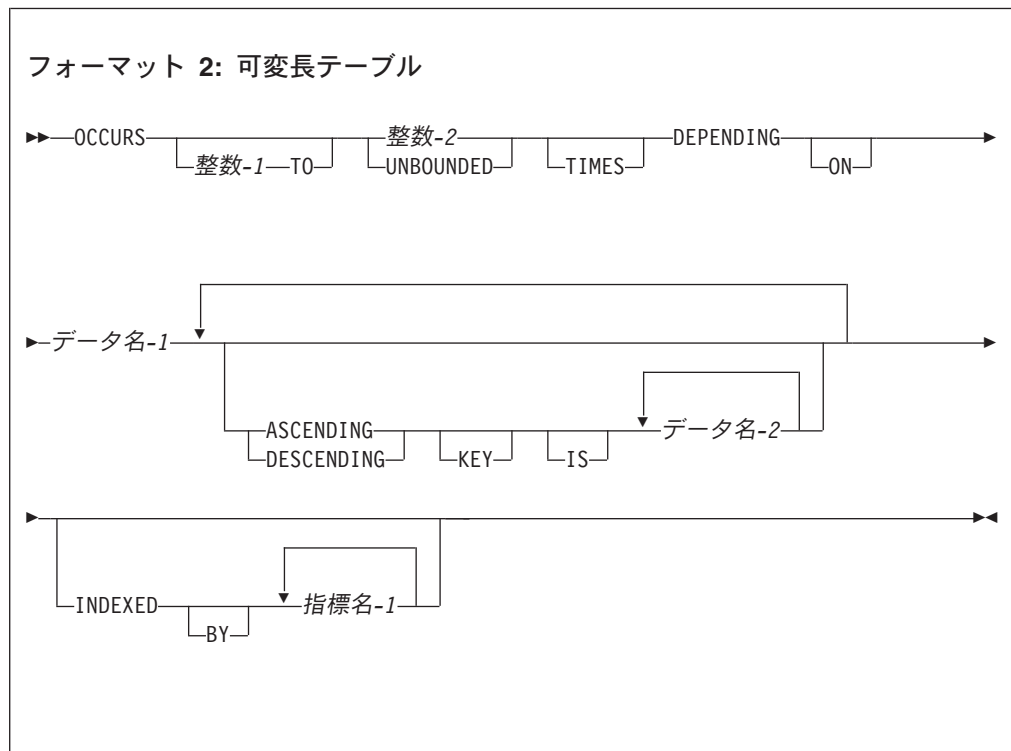 フォーマット 2: 可変長テーブル
OCCURS 整数-1 TO 整数-2 UNBOUNDED TIMES DEPENDING ON
データ名-1
ASCENDING DESCENDING KEY IS データ名-2
INDEXED BY 指標名-1